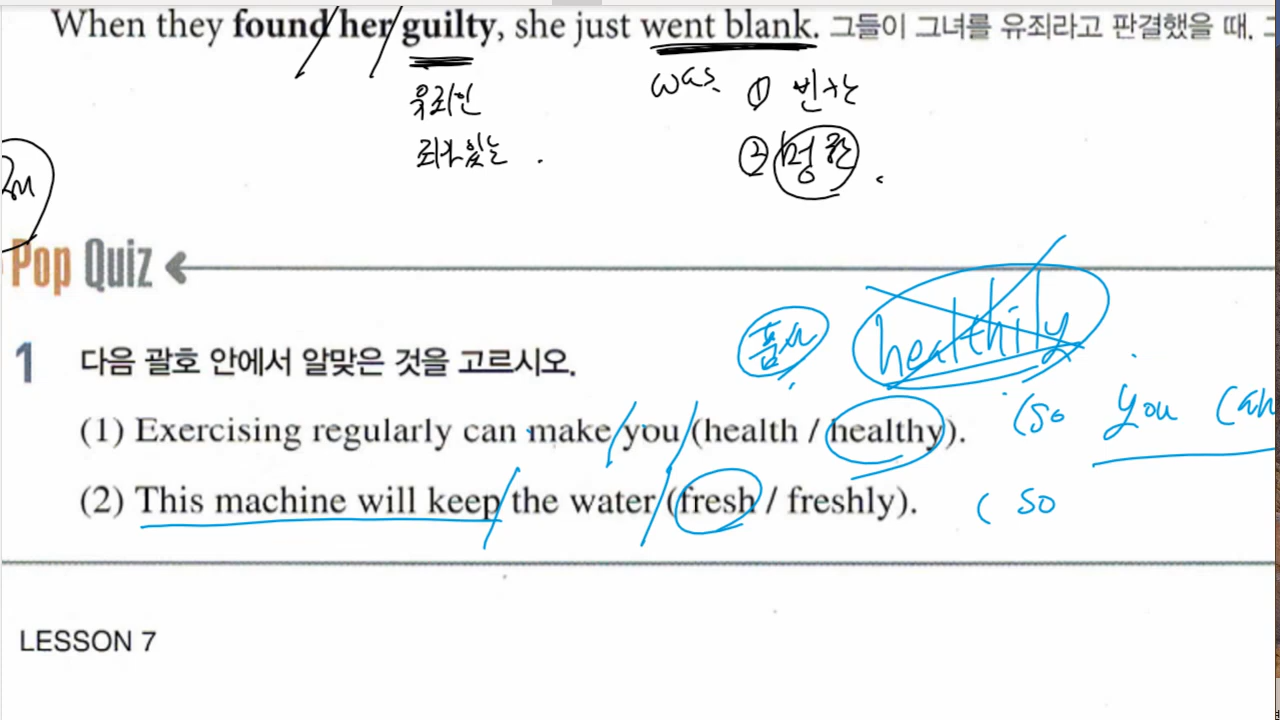 When they found her guilty, she just went blank. 그들이 그녀를 유죄라고 판결했을 때, 그
유죄인 was ① 빈
죄가 있는 . ② 멍한 .
Pop Quiz
품사 healthily
1 다음 괄호 안에서 알맞은 것을 고르시오.
(1) Exercising regularly can make you (health / healthy). (so you can
(2) This machine will keep the water (fresh / freshly). ( so
LESSON 7